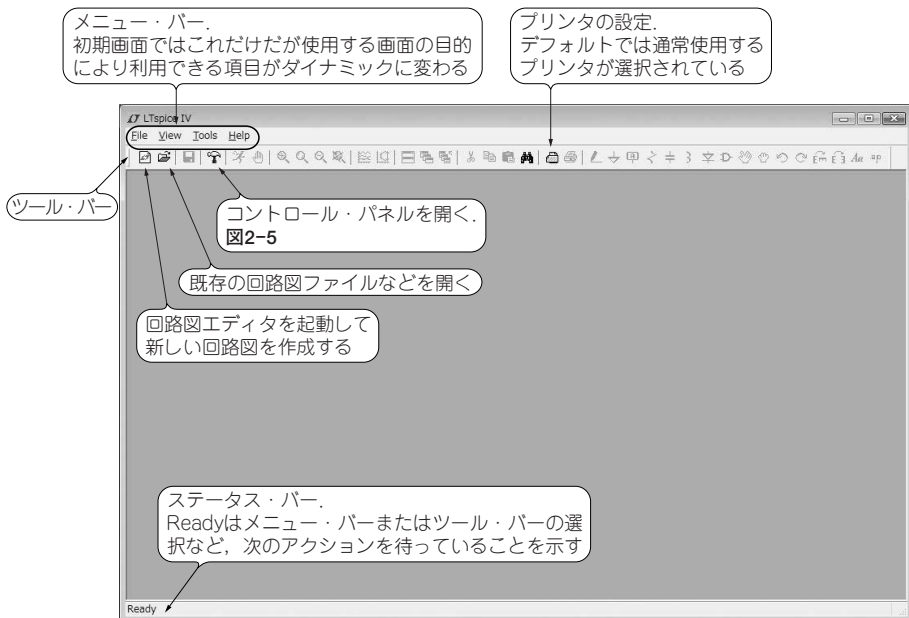 メニュー・バー.
初期画面ではこれだけだが使用する画面の目的
により利用できる項目がダイナミックに変わる
プリンタの設定.
デフォルトでは通常使用する
プリンタが選択されている
LTspice IV
File View Tools Help
ツール・バー
コントロール・パネルを開く.
図2-5
既存の回路図ファイルなどを開く
回路図エディタを起動して
新しい回路図を作成する
ステータス・バー.
Readyはメニュー・バーまたはツール・バーの選
択など，次のアクションを待っていることを示す
Ready